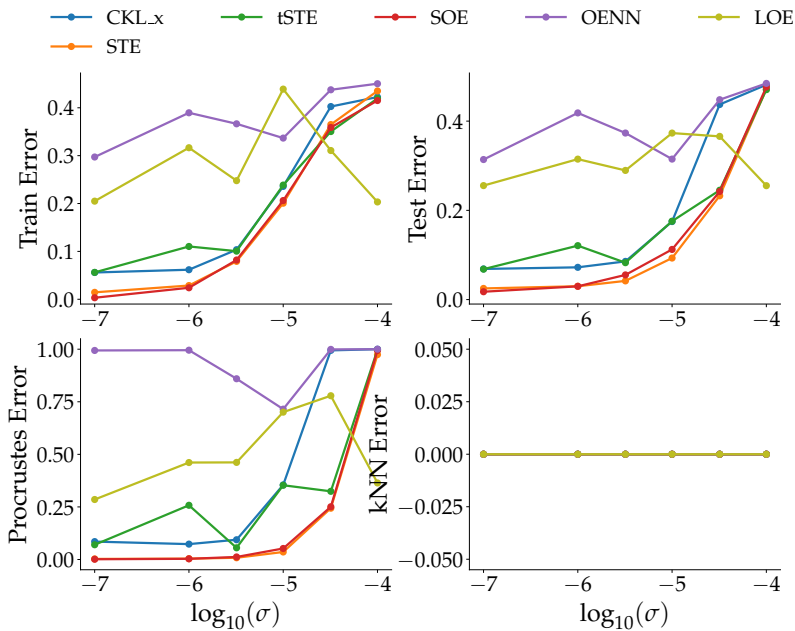 CKL_x tSTE SOE OENN LOE
STE
Train Error
0.4
0.3
0.2
0.1
0.0
−7 −6 −5 −4
Test Error
0.4
0.2
0.0
−7 −6 −5 −4
Procrustes Error
1.00
0.75
0.50
0.25
0.00
−7 −6 −5 −4
log₁₀(σ)
kNN Error
0.050
0.025
0.000
−0.025
−0.050
−7 −6 −5 −4
log₁₀(σ)